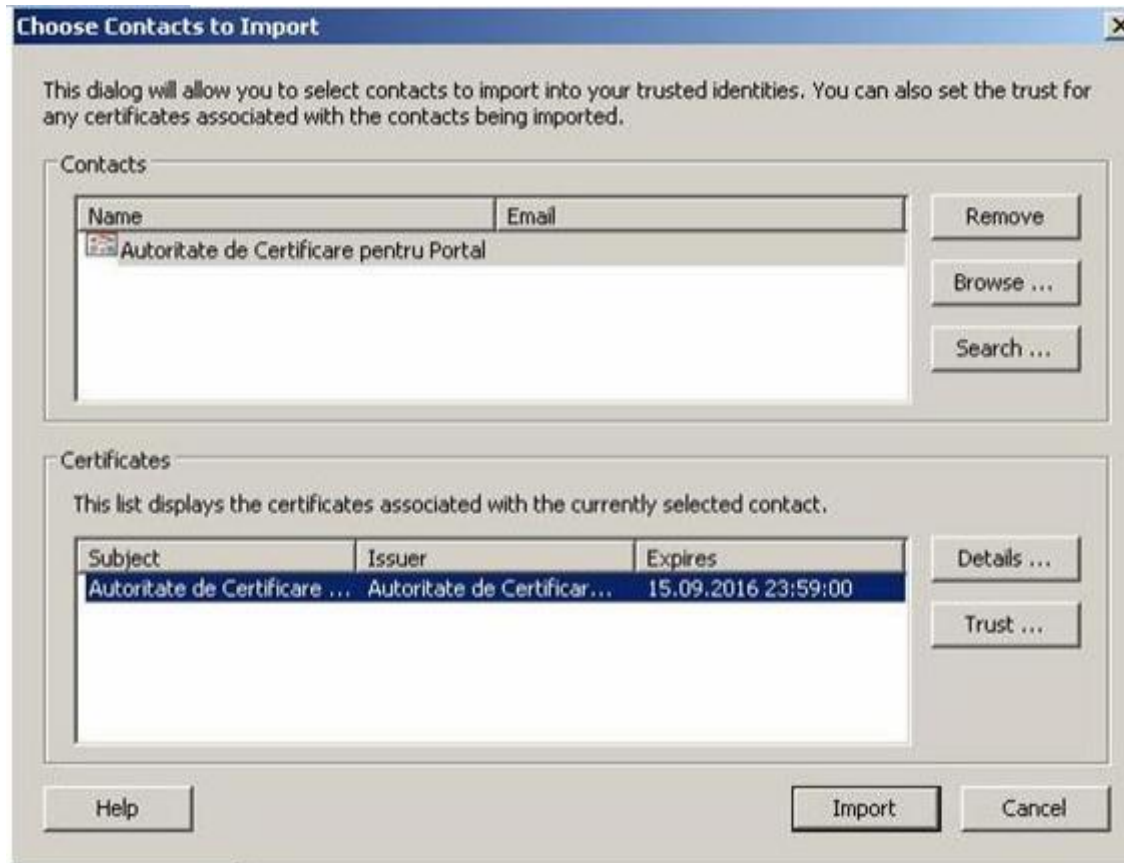 Choose Contacts to Import
This dialog will allow you to select contacts to import into your trusted identities. You can also set the trust for
any certificates associated with the contacts being imported.
Contacts
Name Email
Autoritate de Certificare pentru Portal
Remove
Browse ...
Search ...
Certificates
This list displays the certificates associated with the currently selected contact.
Subject Issuer Expires
Autoritate de Certificare ... Autoritate de Certificar... 15.09.2016 23:59:00
Details ...
Trust ...
Help Import Cancel